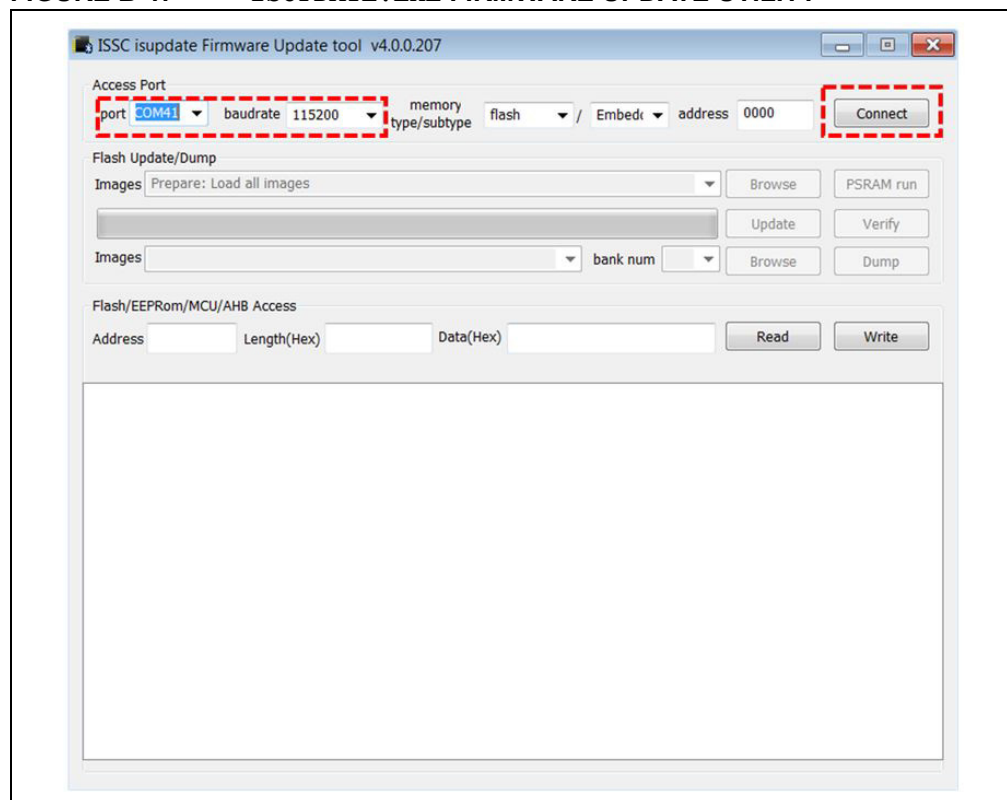 ISSC isupdate Firmware Update tool v4.0.0.207
Access Port
port COM41 baudrate 115200 memory type/subtype flash / Embedd address 0000 Connect
Flash Update/Dump
Images Prepare: Load all images Browse PSRAM run
Update Verify
Images bank num Browse Dump
Flash/EEPRom/MCU/AHB Access
Address Length(Hex) Data(Hex) Read Write